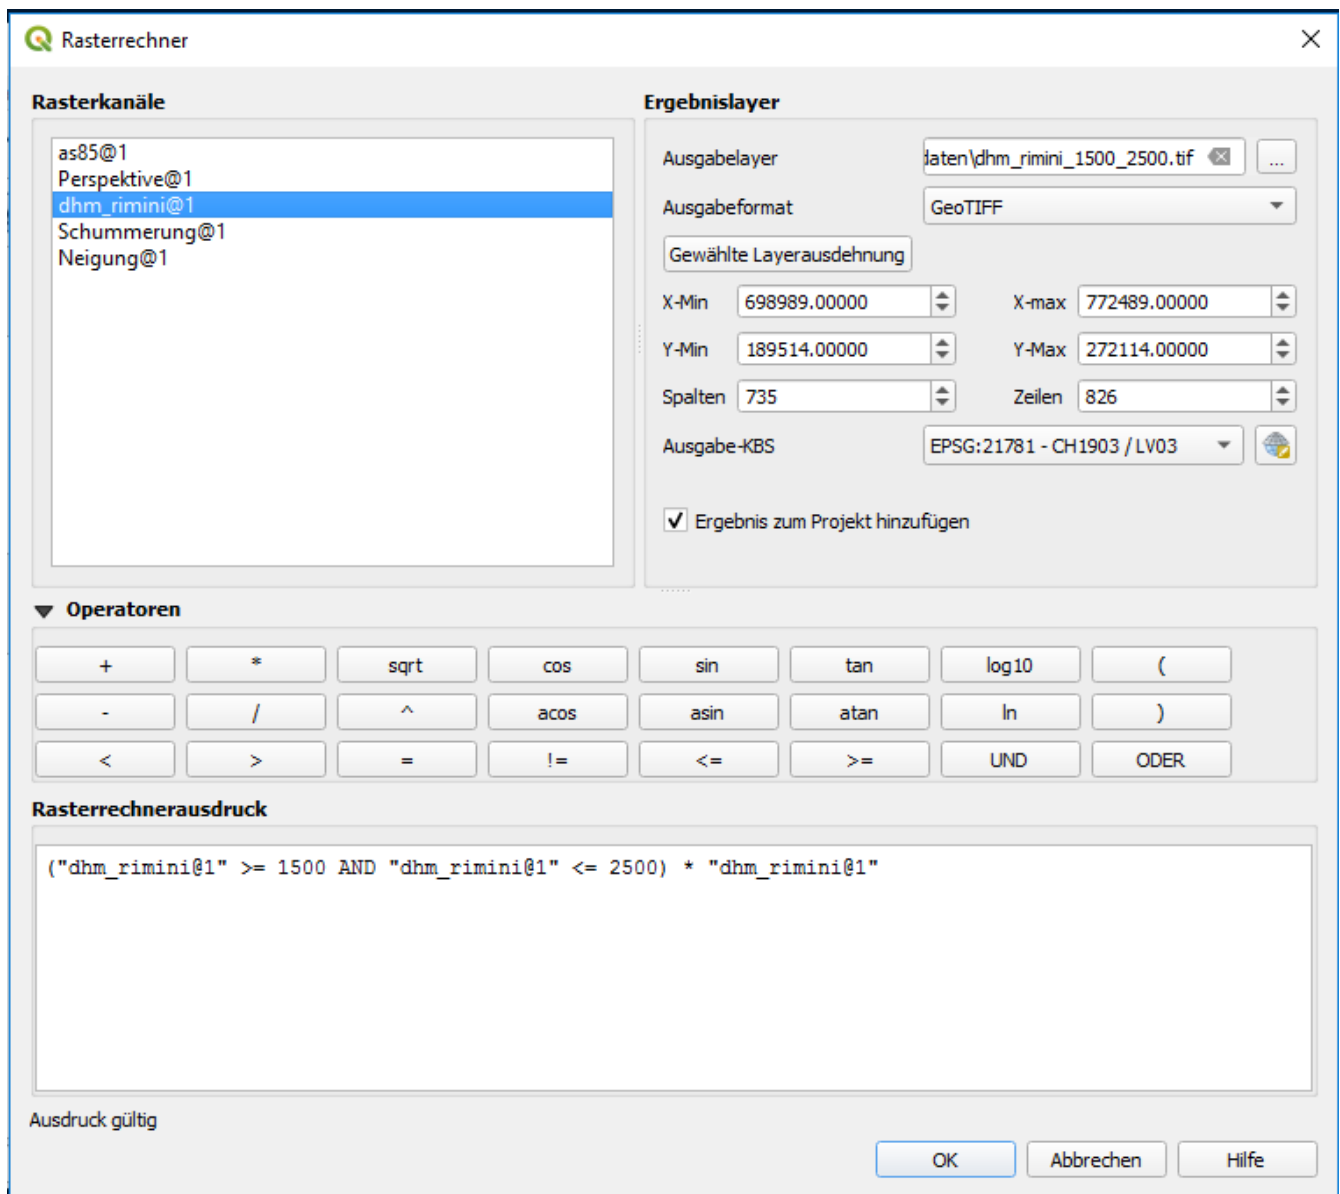 Rasterrechner
Rasterkanäle
as85@1
Perspektive@1
dhm_rimini@1
Schummerung@1
Neigung@1
Ergebnislayer
Ausgabelayer daten\dhm_rimini_1500_2500.tif ...
Ausgabeformat GeoTIFF
Gewählte Layerausdehnung
X-Min 698989.00000 X-max 772489.00000
Y-Min 189514.00000 Y-Max 272114.00000
Spalten 735 Zeilen 826
Ausgabe-KBS EPSG:21781 - CH1903 / LV03
Ergebnis zum Projekt hinzufügen
Operatoren
+ * sqrt cos sin tan log10 (
- / ^ acos asin atan ln )
< > = != <= >= UND ODER
Rasterrechnerausdruck
("dhm_rimini@1" >= 1500 AND "dhm_rimini@1" <= 2500) * "dhm_rimini@1"
Ausdruck gültig
OK Abbrechen Hilfe